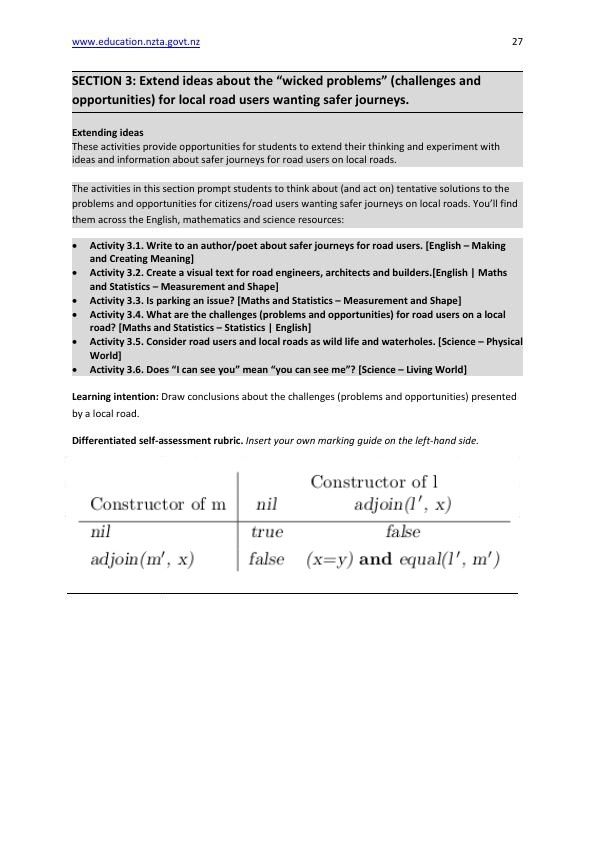 www.education.nzta.govt.nz 27
SECTION 3: Extend ideas about the “wicked problems” (challenges and
opportunities) for local road users wanting safer journeys.
Extending ideas
These activities provide opportunities for students to extend their thinking and experiment with
ideas and information about safer journeys for road users on local roads.
The activities in this section prompt students to think about (and act on) tentative solutions to the
problems and opportunities for citizens/road users wanting safer journeys on local roads. You’ll find
them across the English, mathematics and science resources:
• Activity 3.1. Write to an author/poet about safer journeys for road users. [English – Making
and Creating Meaning]
• Activity 3.2. Create a visual text for road engineers, architects and builders.[English | Maths
and Statistics – Measurement and Shape]
• Activity 3.3. Is parking an issue? [Maths and Statistics – Measurement and Shape]
• Activity 3.4. What are the challenges (problems and opportunities) for road users on a local
road? [Maths and Statistics – Statistics | English]
• Activity 3.5. Consider road users and local roads as wild life and waterholes. [Science – Physical
World]
• Activity 3.6. Does “I can see you” mean “you can see me”? [Science – Living World]
Learning intention: Draw conclusions about the challenges (problems and opportunities) presented
by a local road.
Differentiated self-assessment rubric. Insert your own marking guide on the left-hand side.
Constructor of l
Constructor of m nil adjoin(l′, x)
nil true false
adjoin(m′, x) false (x=y) and equal(l′, m′)